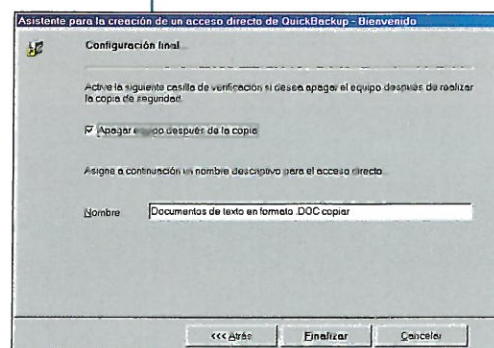 Asistente para la creación de un acceso directo de QuickBackup - Bienvenido
Configuración final...
Active la siguiente casilla de verificación si desea apagar el equipo después de realizar
la copia de seguridad.
Apagar equipo después de la copia
Asigne a continuación un nombre descriptivo para el acceso directo.
Nombre Documentos de texto en formato .DOC copiar
<<< Atrás Finalizar Cancelar